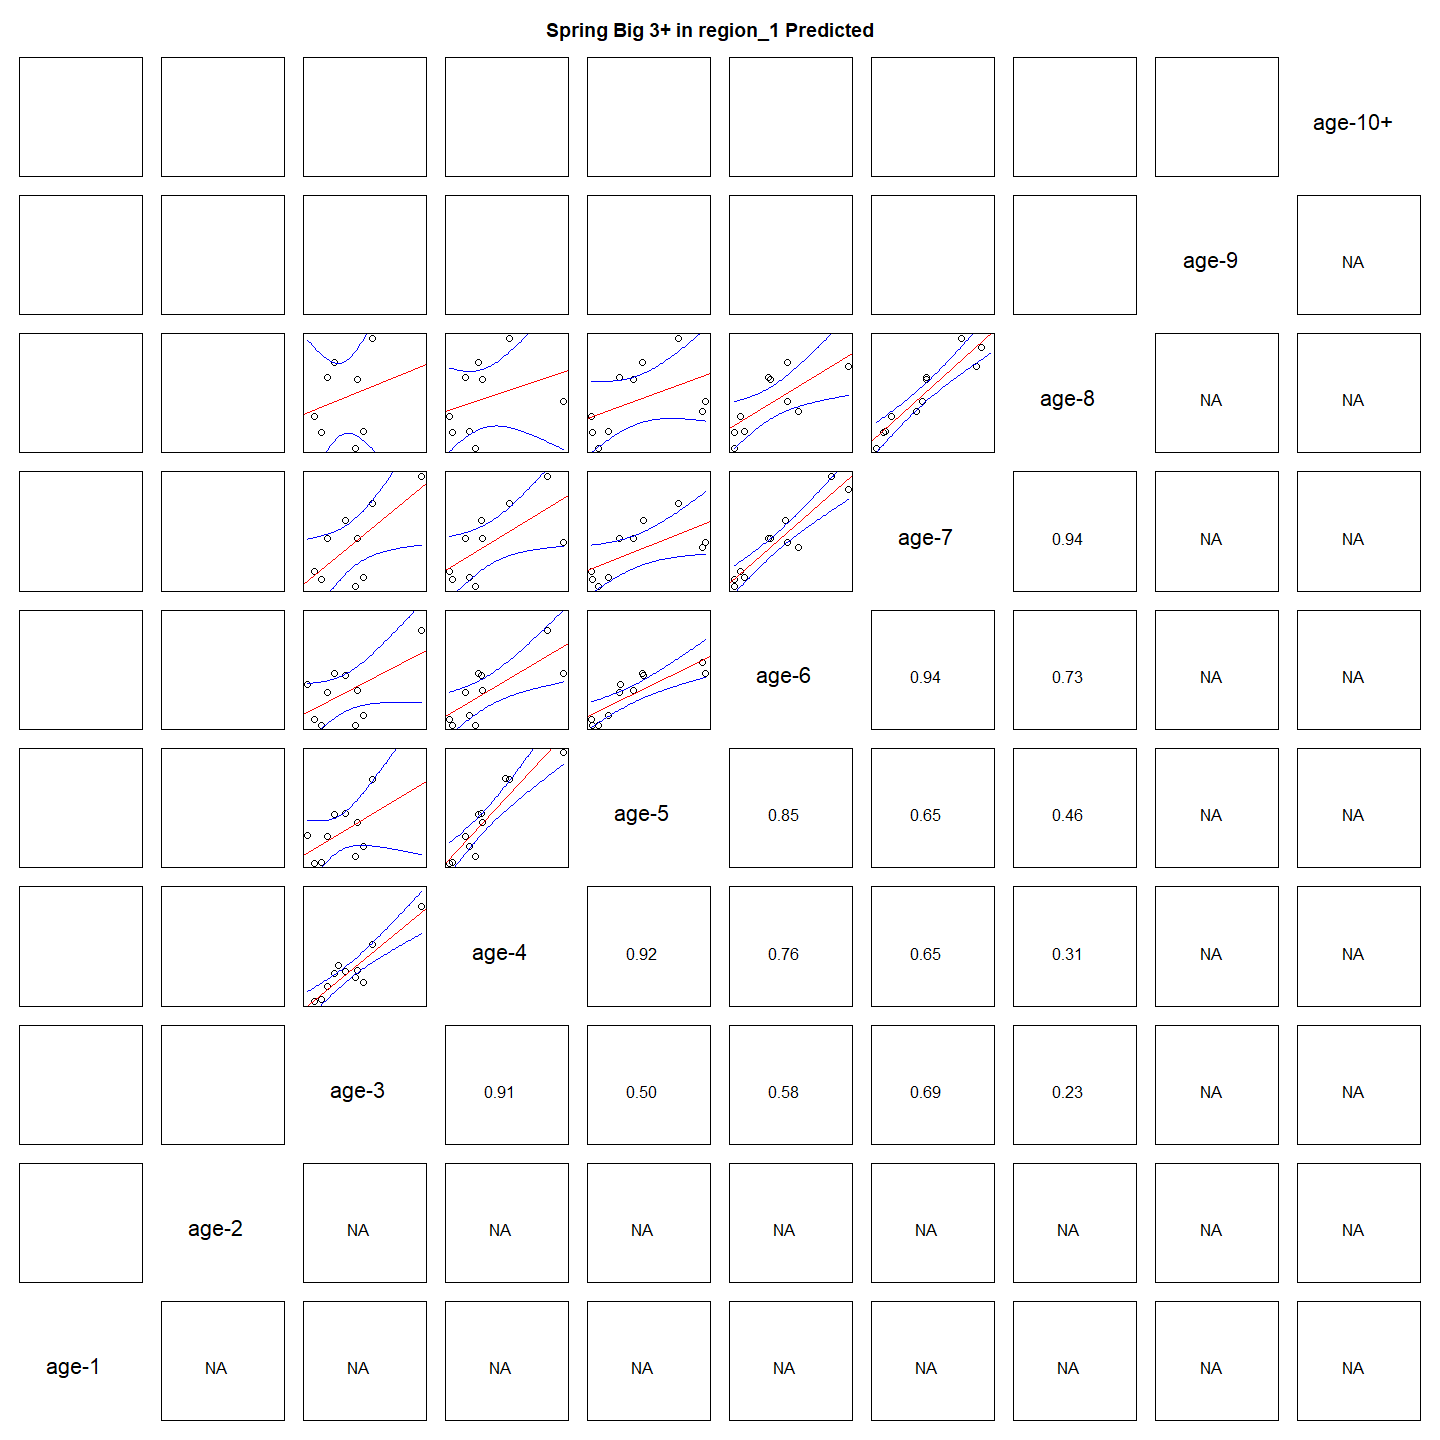 Spring Big 3+ in region_1 Predicted
age-10+
age-9 NA
age-8 NA NA
age-7 0.94 NA NA
age-6 0.94 0.73 NA NA
age-5 0.85 0.65 0.46 NA NA
age-4 0.92 0.76 0.65 0.31 NA NA
age-3 0.91 0.50 0.58 0.69 0.23 NA NA
age-2 NA NA NA NA NA NA NA NA
age-1 NA NA NA NA NA NA NA NA NA